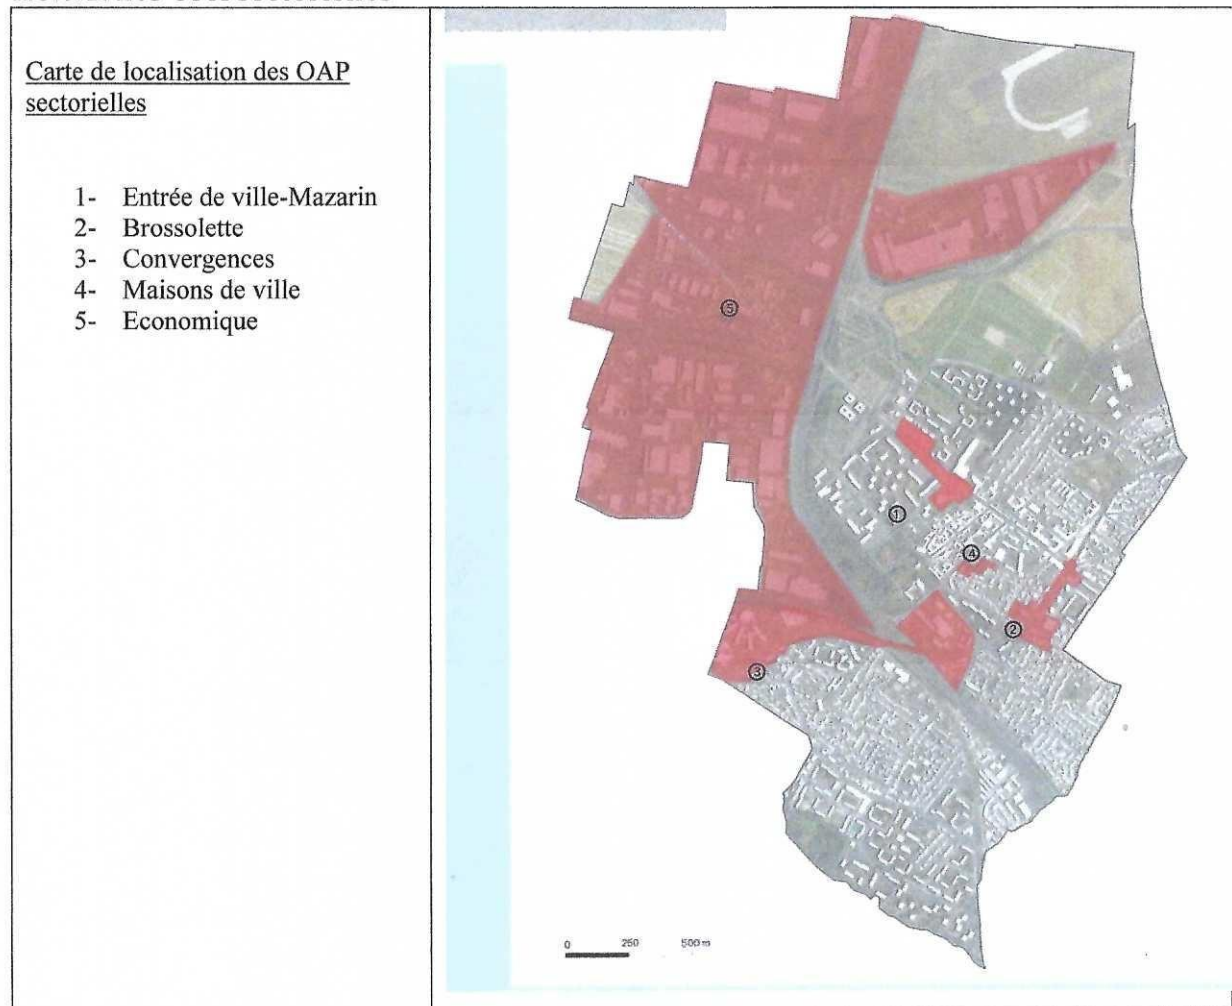 Carte de localisation des OAP
sectorielles
1- Entrée de ville-Mazarin
2- Brossolette
3- Convergences
4- Maisons de ville
5- Economique
5
1
4
2
3
0 250 500 m